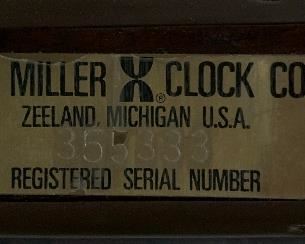 MILLER CLOCK CO
®
ZEELAND, MICHIGAN U.S.A.
355333
REGISTERED SERIAL NUMBER